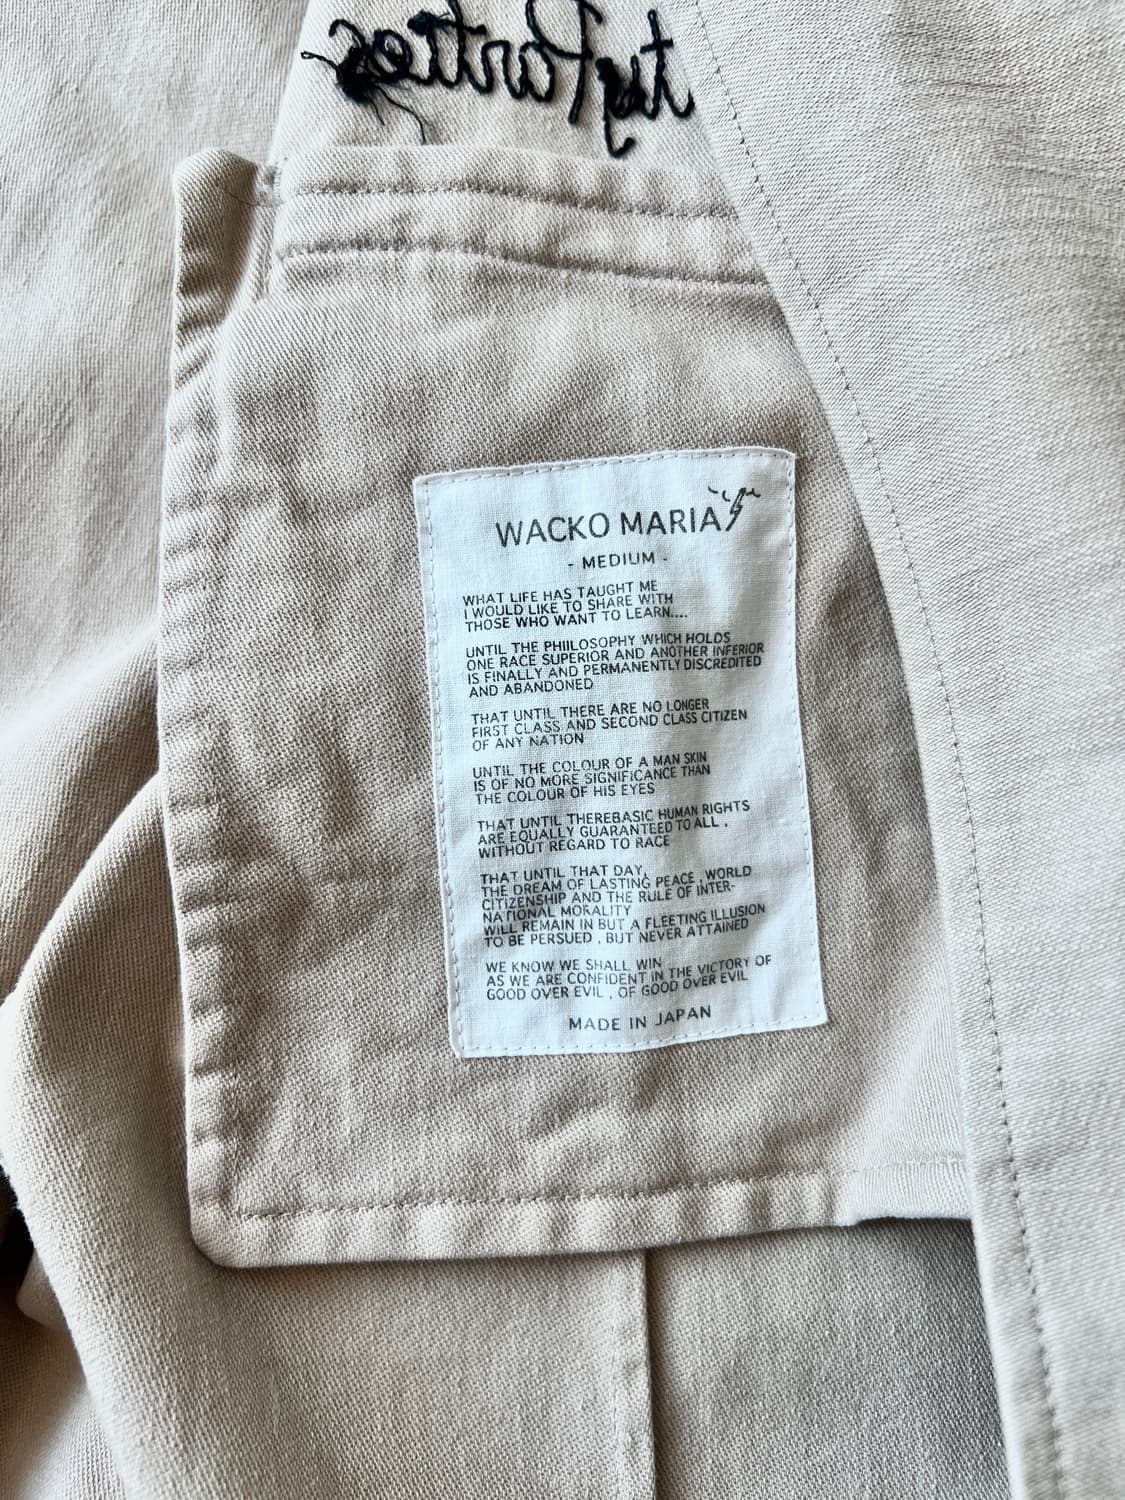 ty Parties
WACKO MARIA
- MEDIUM -
WHAT LIFE HAS TAUGHT ME
I WOULD LIKE TO SHARE WITH
THOSE WHO WANT TO LEARN....
UNTIL THE PHIILOSOPHY WHICH HOLDS
ONE RACE SUPERIOR AND ANOTHER INFERIOR
IS FINALLY AND PERMANENTLY DISCREDITED
AND ABANDONED
THAT UNTIL THERE ARE NO LONGER
FIRST CLASS AND SECOND CLASS CITIZEN
OF ANY NATION
UNTIL THE COLOUR OF A MAN SKIN
IS OF NO MORE SIGNIFICANCE THAN
THE COLOUR OF HIS EYES
THAT UNTIL THEREBASIC HUMAN RIGHTS
ARE EQUALLY GUARANTEED TO ALL ,
WITHOUT REGARD TO RACE
THAT UNTIL THAT DAY,
THE DREAM OF LASTING PEACE , WORLD
CITIZENSHIP AND THE RULE OF INTER-
NATIONAL MORALITY
WILL REMAIN IN BUT A FLEETING ILLUSION
TO BE PERSUED , BUT NEVER ATTAINED
WE KNOW WE SHALL WIN
AS WE ARE CONFIDENT IN THE VICTORY OF
GOOD OVER EVIL , OF GOOD OVER EVIL
MADE IN JAPAN